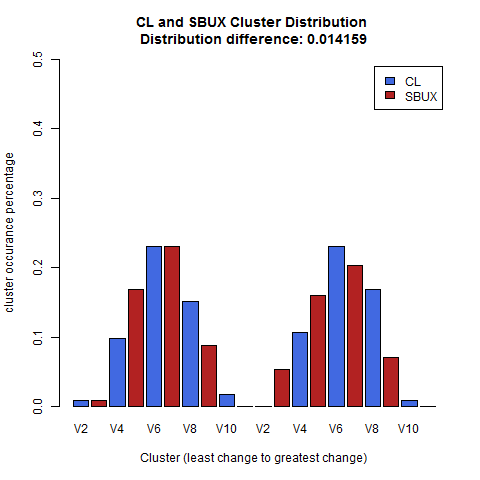 CL and SBUX Cluster Distribution
Distribution difference: 0.014159
CL
SBUX
cluster occurance percentage
0.5
0.4
0.3
0.2
0.1
0.0
V2 V4 V6 V8 V10 V2 V4 V6 V8 V10
Cluster (least change to greatest change)